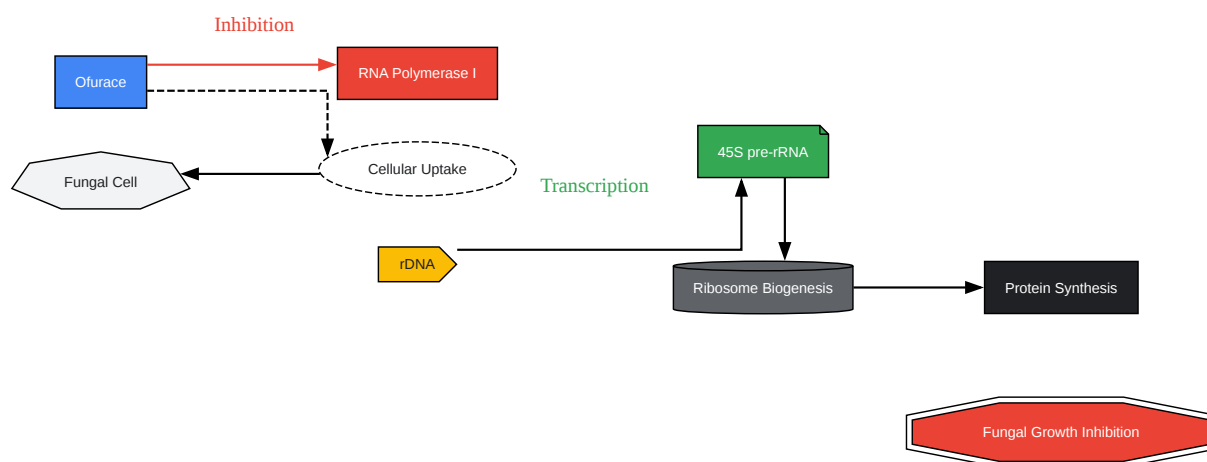 Inhibition
Ofurace
RNA Polymerase I
Fungal Cell
Cellular Uptake
45S pre-rRNA
Transcription
rDNA
Ribosome Biogenesis
Protein Synthesis
Fungal Growth Inhibition